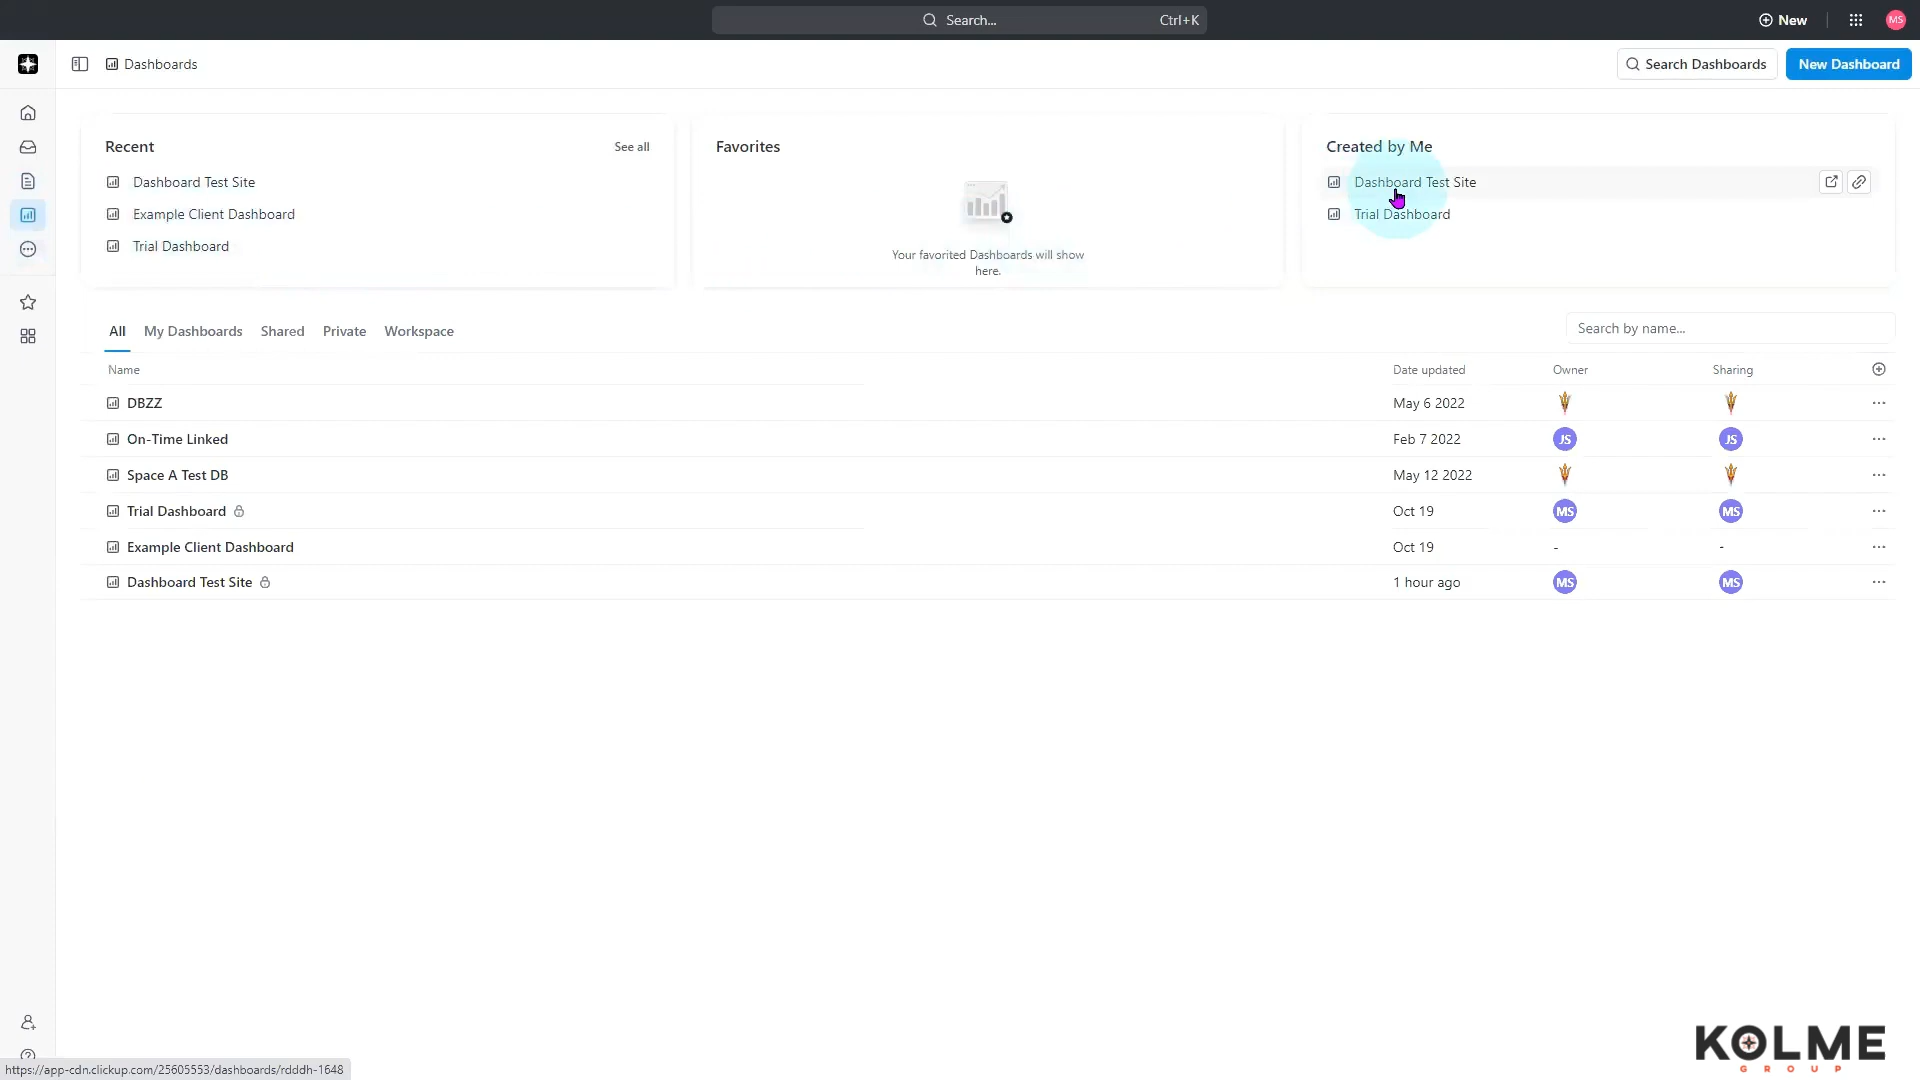 Search... Ctrl+K
New
MS
Dashboards
Search Dashboards
New Dashboard
Recent
See all
Dashboard Test Site
Example Client Dashboard
Trial Dashboard
Favorites
Your favorited Dashboards will show
here.
Created by Me
Dashboard Test Site
Trial Dashboard
All My Dashboards Shared Private Workspace
Search by name...
Name Date updated Owner Sharing
DBZZ May 6 2022
On-Time Linked Feb 7 2022 JS JS
Space A Test DB May 12 2022
Trial Dashboard Oct 19 MS MS
Example Client Dashboard Oct 19 - -
Dashboard Test Site 1 hour ago MS MS
https://app-cdn.clickup.com/25605553/dashboards/rdddh-1648
KOLME
GROUP